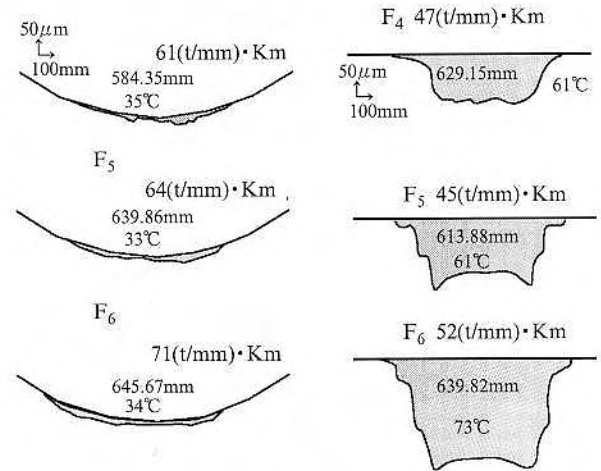 50μm
100mm
61(t/mm)・Km
584.35mm
35℃
F5
64(t/mm)・Km
639.86mm
33℃
F6
71(t/mm)・Km
645.67mm
34℃
F4 47(t/mm)・Km
50μm
100mm
629.15mm
61℃
F5 45(t/mm)・Km
613.88mm
61℃
F6 52(t/mm)・Km
639.82mm
73℃